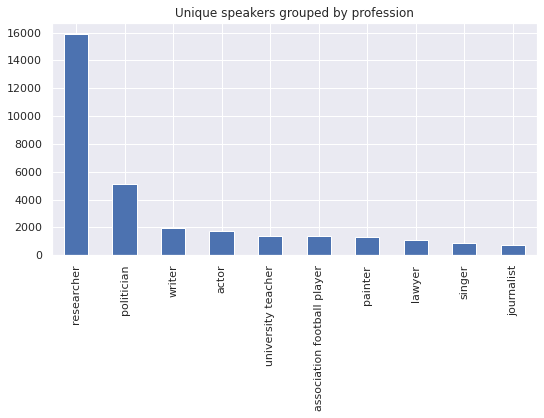 Unique speakers grouped by profession
16000
14000
12000
10000
8000
6000
4000
2000
0
researcher
politician
writer
actor
university teacher
association football player
painter
lawyer
singer
journalist